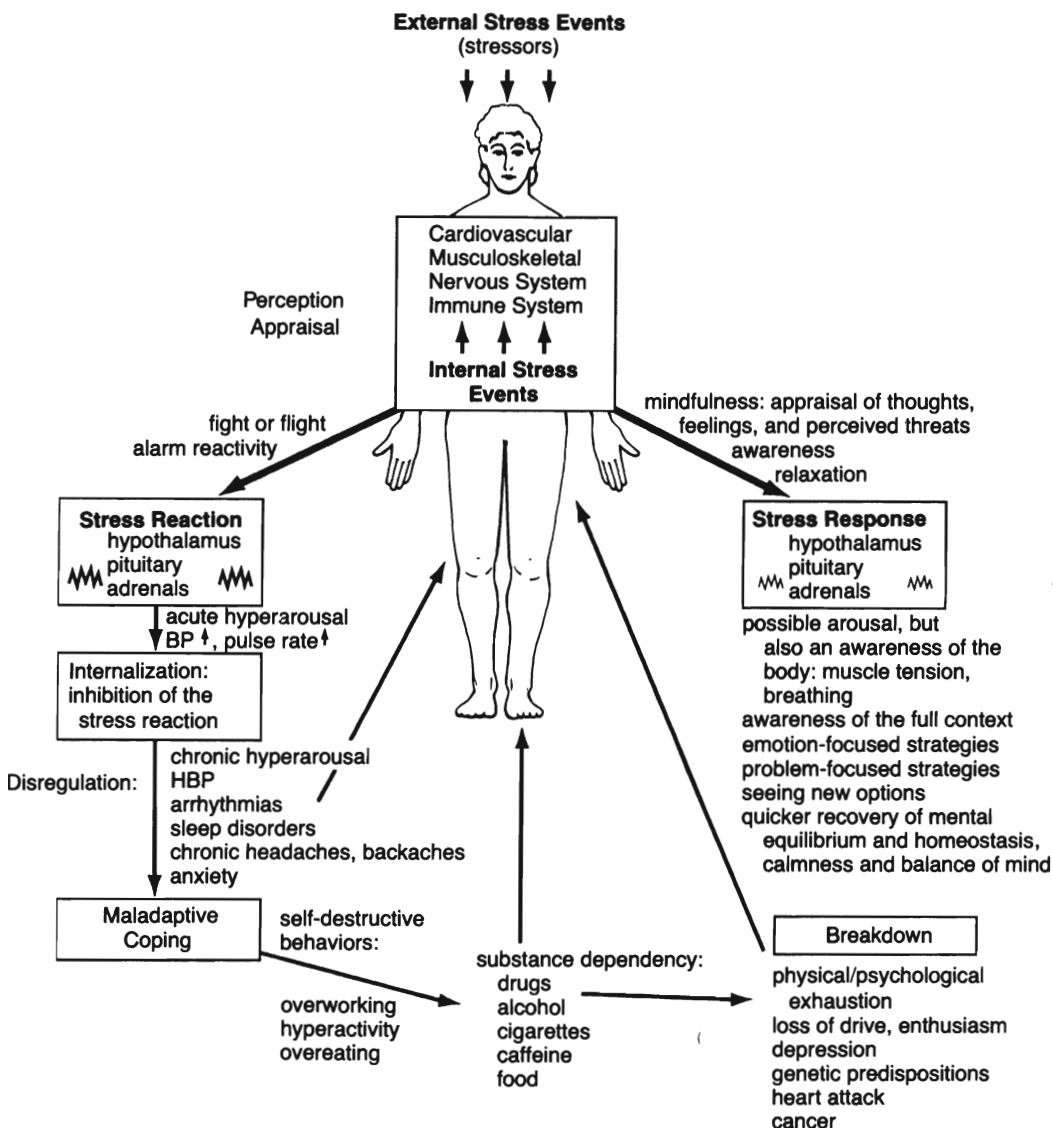 External Stress Events
(stressors)
Cardiovascular
Musculoskeletal
Nervous System
Immune System
Internal Stress
Events
Perception
Appraisal
fight or flight
alarm reactivity
mindfulness: appraisal of thoughts,
feelings, and perceived threats
awareness
relaxation
Stress Reaction
hypothalamus
pituitary
adrenals
acute hyperarousal
BP↑, pulse rate↑
Internalization:
inhibition of the
stress reaction
Disregulation:
chronic hyperarousal
HBP
arrhythmias
sleep disorders
chronic headaches, backaches
anxiety
Maladaptive
Coping
self-destructive
behaviors:
overworking
hyperactivity
overeating
substance dependency:
drugs
alcohol
cigarettes
caffeine
food
Stress Response
hypothalamus
pituitary
adrenals
possible arousal, but
also an awareness of the
body: muscle tension,
breathing
awareness of the full context
emotion-focused strategies
problem-focused strategies
seeing new options
quicker recovery of mental
equilibrium and homeostasis,
calmness and balance of mind
Breakdown
physical/psychological
exhaustion
loss of drive, enthusiasm
depression
genetic predispositions
heart attack
cancer